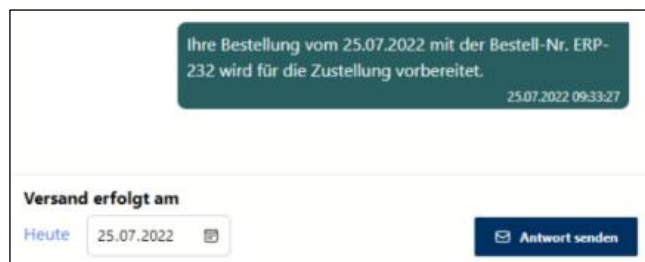 Ihre Bestellung vom 25.07.2022 mit der Bestell-Nr. ERP-
232 wird für die Zustellung vorbereitet.
25.07.2022 09:33:27
Versand erfolgt am
Heute 25.07.2022 Antwort senden